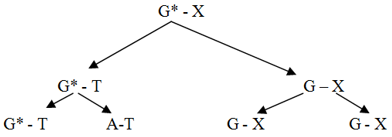 G* - X
G* - T G – X
G* - T A-T G - X G - X